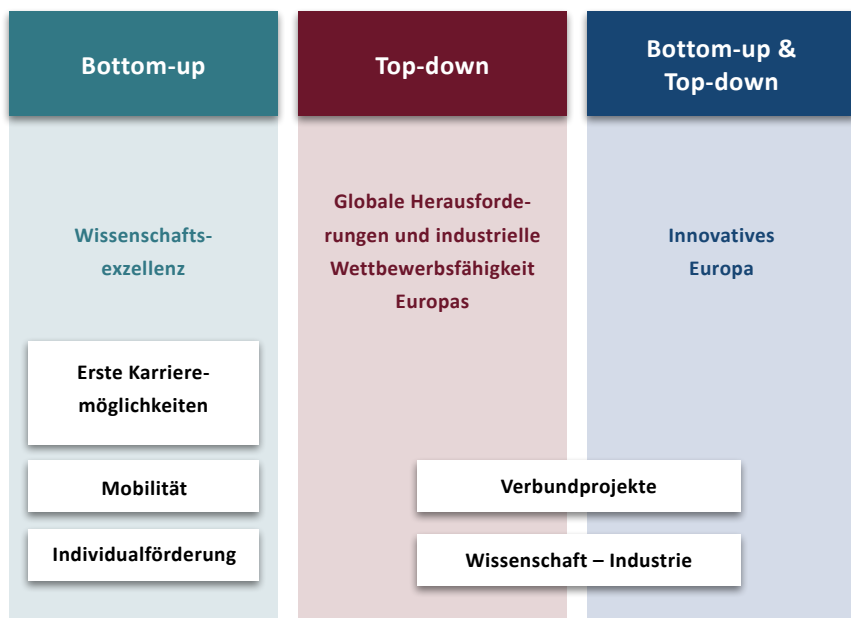 Bottom-up
Top-down
Bottom-up &
Top-down
Wissenschafts-
exzellenz
Globale Herausforde-
rungen und industrielle
Wettbewerbsfähigkeit
Europas
Innovatives
Europa
Erste Karriere-
möglichkeiten
Mobilität
Individualförderung
Verbundprojekte
Wissenschaft – Industrie